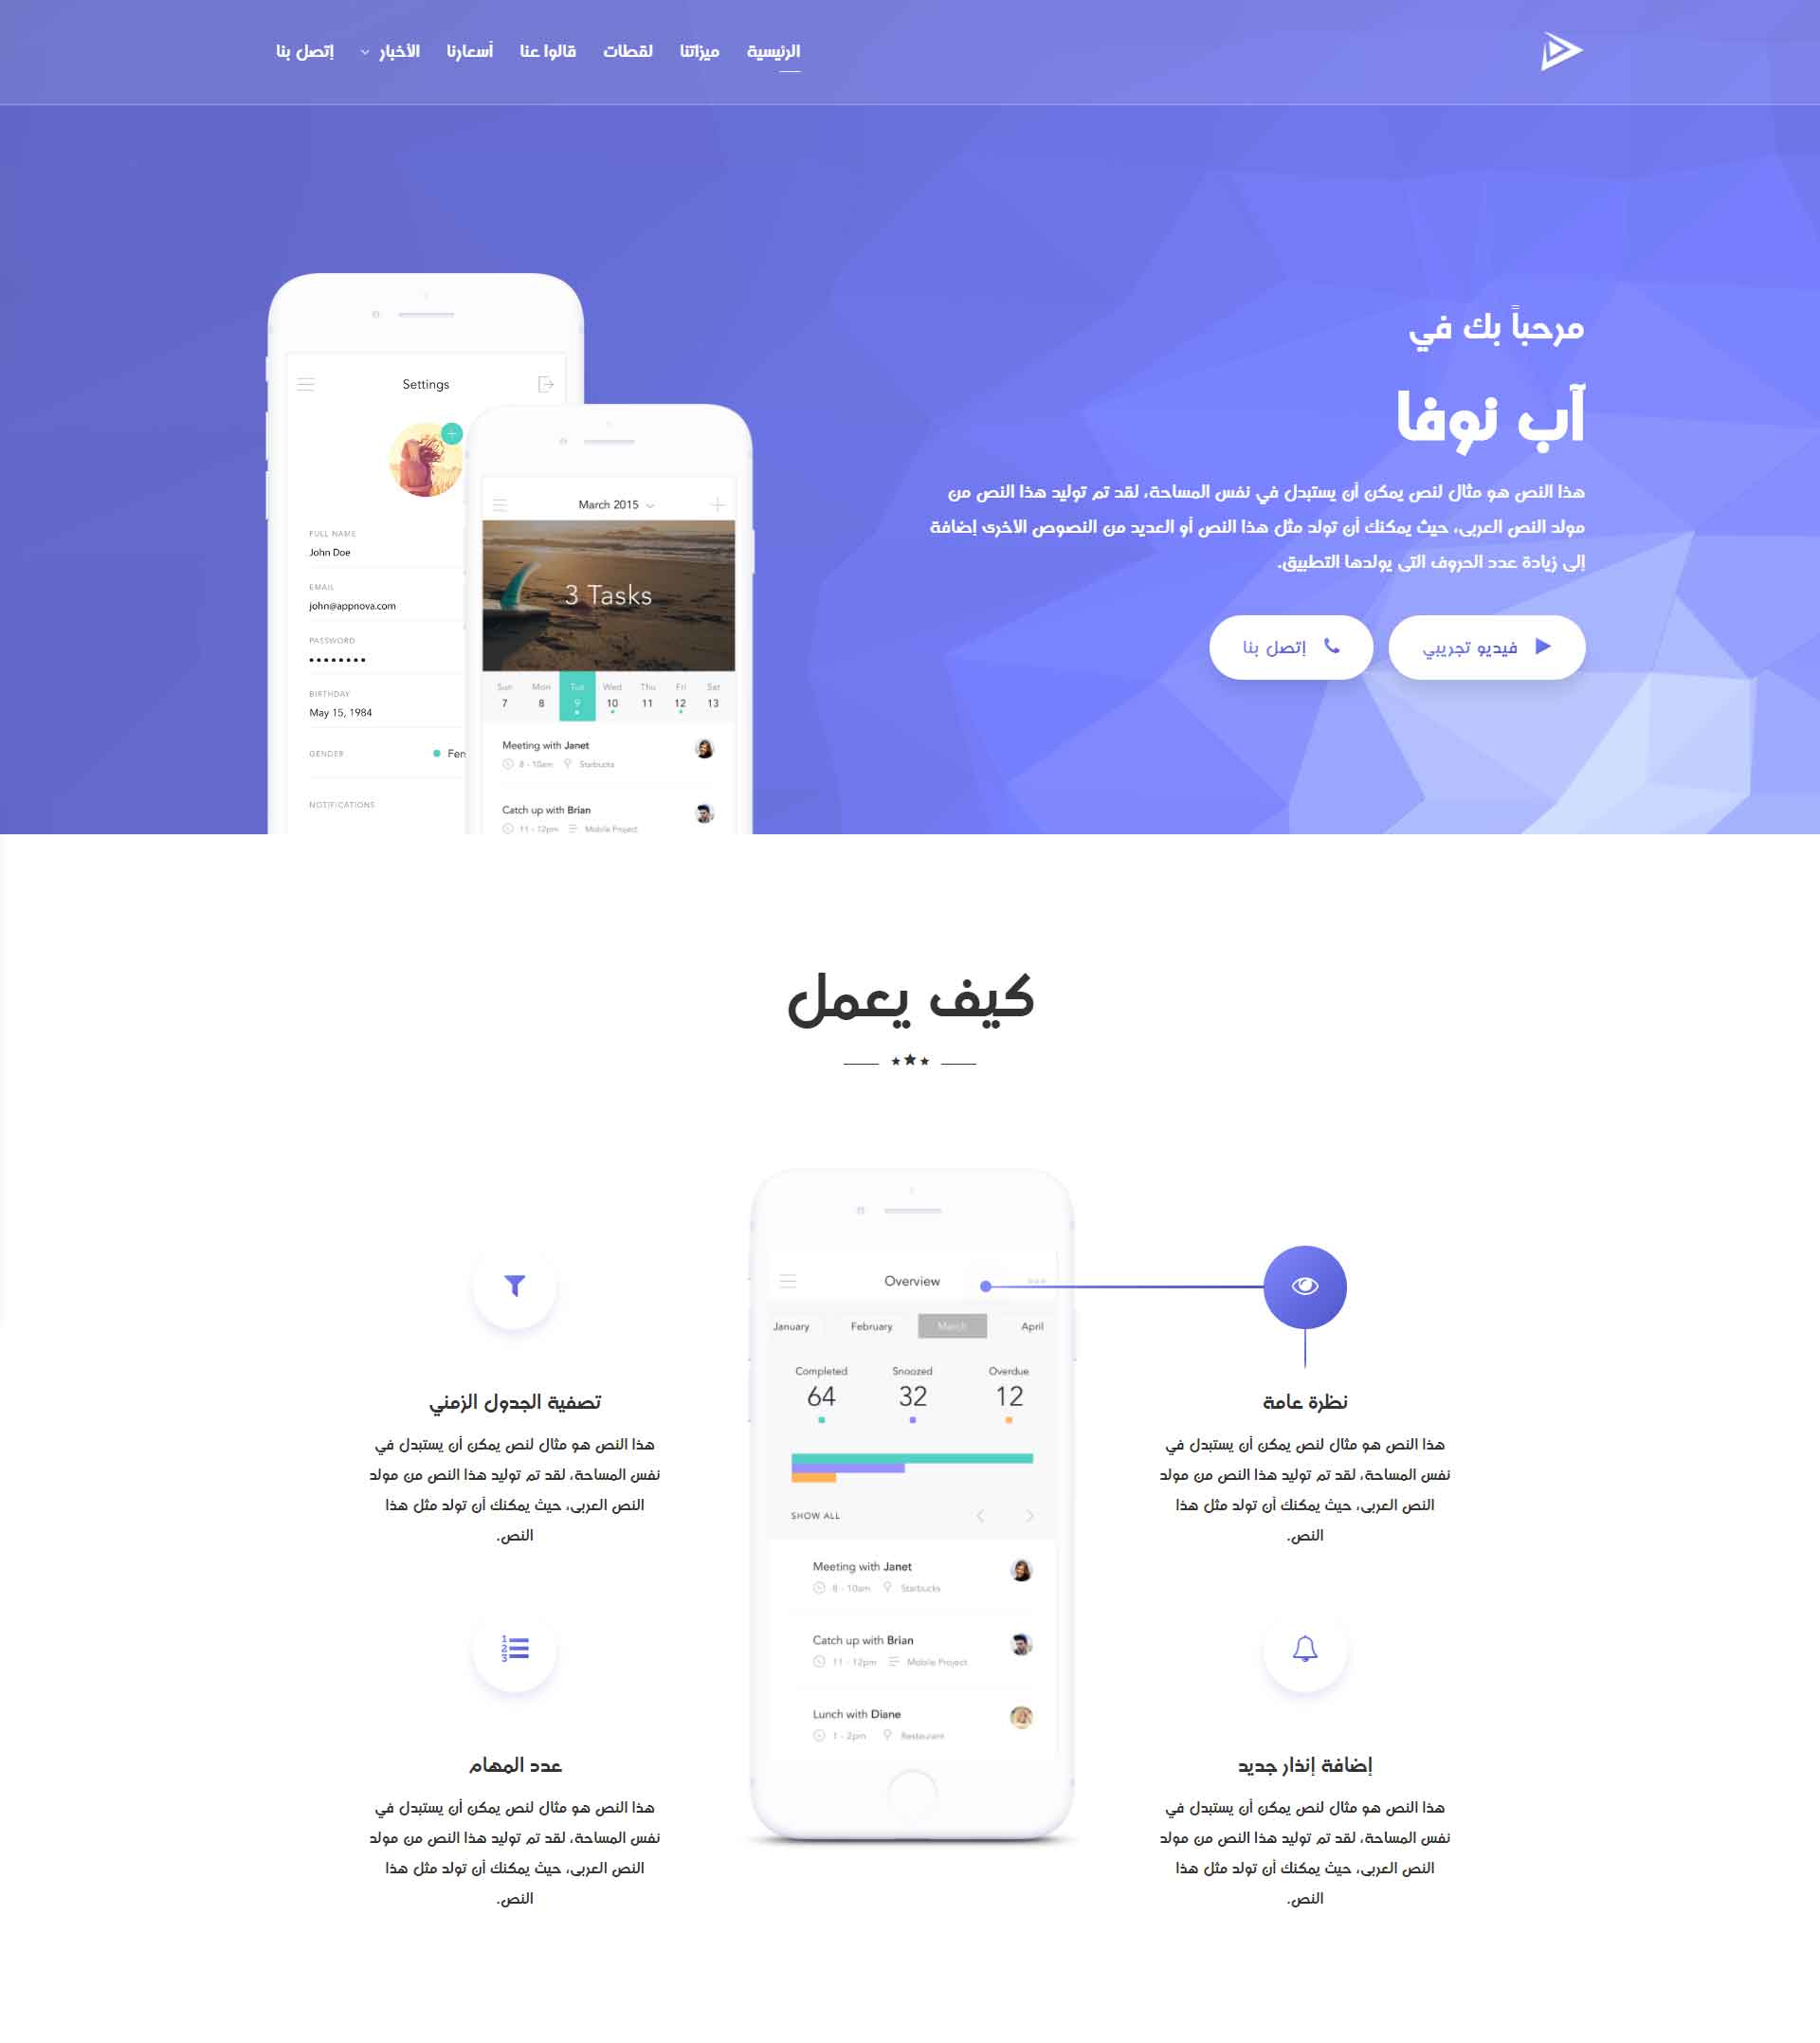 الرئيسية
ميزاتنا
لقطات
قالوا عنا
أسعارنا
الأخبار
إتصل بنا
مرحباً بك في
آب نوفا
هذا النص هو مثال لنص يمكن أن يستبدل في نفس المساحة، لقد تم توليد هذا النص من
مولد النص العربى، حيث يمكنك أن تولد مثل هذا النص أو العديد من النصوص الأخرى إضافة
إلى زيادة عدد الحروف التى يولدها التطبيق.
فيديو تجريبي
إتصل بنا
Settings
FULL NAME
John Doe
EMAIL
john@appnova.com
PASSWORD
••••••••
BIRTHDAY
May 15, 1984
GENDER
Fen
NOTIFICATIONS
March 2015
3 Tasks
Sun Mon Tue Wed Thu Fri Sat
7 8 9 10 11 12 13
Meeting with Janet
8 - 10am Starbucks
Catch up with Brian
11 - 12pm Mobile Project
كيف يعمل
نظرة عامة
هذا النص هو مثال لنص يمكن أن يستبدل في
نفس المساحة، لقد تم توليد هذا النص من مولد
النص العربى، حيث يمكنك أن تولد مثل هذا
النص.
إضافة إنذار جديد
هذا النص هو مثال لنص يمكن أن يستبدل في
نفس المساحة، لقد تم توليد هذا النص من مولد
النص العربى، حيث يمكنك أن تولد مثل هذا
النص.
Overview
January February March April
Completed Snoozed Overdue
64 32 12
SHOW ALL
Meeting with Janet
8 - 10am Starbucks
Catch up with Brian
11 - 12pm Mobile Project
Lunch with Diane
1 - 2pm Restaurant
تصفية الجدول الزمني
هذا النص هو مثال لنص يمكن أن يستبدل في
نفس المساحة، لقد تم توليد هذا النص من مولد
النص العربى، حيث يمكنك أن تولد مثل هذا
النص.
1
2
3
عدد المهام
هذا النص هو مثال لنص يمكن أن يستبدل في
نفس المساحة، لقد تم توليد هذا النص من مولد
النص العربى، حيث يمكنك أن تولد مثل هذا
النص.